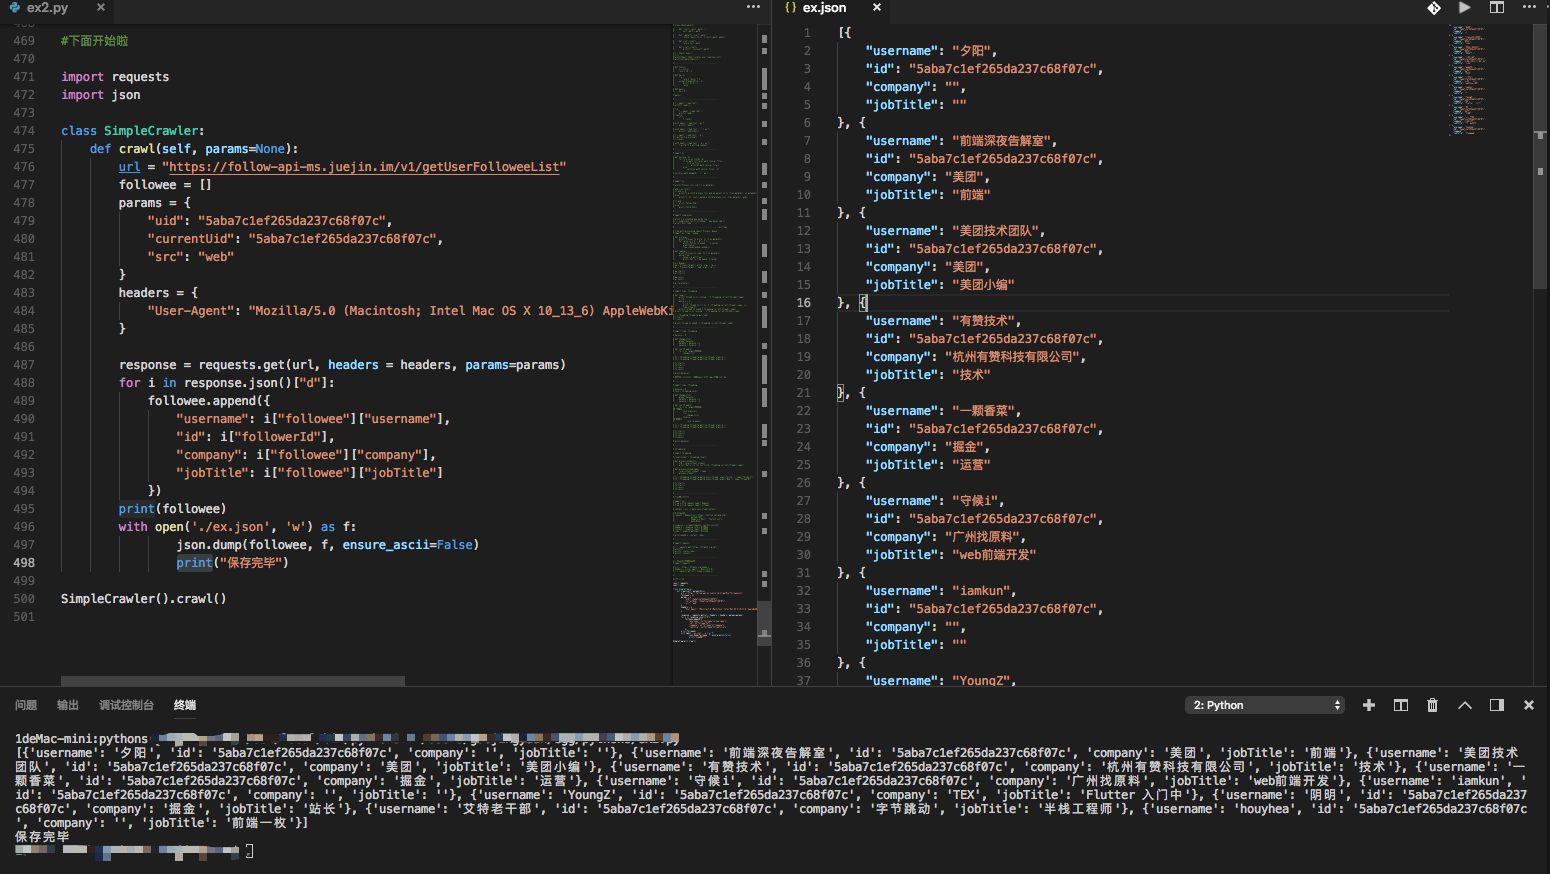 ex2.py
469 #下面开始啦
470
471 import requests
472 import json
473
474 class SimpleCrawler:
475 def crawl(self, params=None):
476 url = "https://follow-api-ms.juejin.im/v1/getUserFolloweeList"
477 followee = []
478 params = {
479 "uid": "5aba7c1ef265da237c68f07c",
480 "currentUid": "5aba7c1ef265da237c68f07c",
481 "src": "web"
482 }
483 headers = {
484 "User-Agent": "Mozilla/5.0 (Macintosh; Intel Mac OS X 10_13_6) AppleWebKi
485 }
486
487 response = requests.get(url, headers = headers, params=params)
488 for i in response.json()["d"]:
489 followee.append({
490 "username": i["followee"]["username"],
491 "id": i["followerId"],
492 "company": i["followee"]["company"],
493 "jobTitle": i["followee"]["jobTitle"]
494 })
495 print(followee)
496 with open('./ex.json', 'w') as f:
497 json.dump(followee, f, ensure_ascii=False)
498 print("保存完毕")
499
500 SimpleCrawler().crawl()
501
{} ex.json
1 [{
2 "username": "夕阳",
3 "id": "5aba7c1ef265da237c68f07c",
4 "company": "",
5 "jobTitle": ""
6 }, {
7 "username": "前端深夜告解室",
8 "id": "5aba7c1ef265da237c68f07c",
9 "company": "美团",
10 "jobTitle": "前端"
11 }, {
12 "username": "美团技术团队",
13 "id": "5aba7c1ef265da237c68f07c",
14 "company": "美团",
15 "jobTitle": "美团小编"
16 }, {
17 "username": "有赞技术",
18 "id": "5aba7c1ef265da237c68f07c",
19 "company": "杭州有赞科技有限公司",
20 "jobTitle": "技术"
21 }, {
22 "username": "一颗香菜",
23 "id": "5aba7c1ef265da237c68f07c",
24 "company": "掘金",
25 "jobTitle": "运营"
26 }, {
27 "username": "守候i",
28 "id": "5aba7c1ef265da237c68f07c",
29 "company": "广州找原料",
30 "jobTitle": "web前端开发"
31 }, {
32 "username": "iamkun",
33 "id": "5aba7c1ef265da237c68f07c",
34 "company": "",
35 "jobTitle": ""
36 }, {
37 "username": "YoungZ",
问题 输出 调试控制台 终端 2: Python
1deMac-mini:pythons
[{'username': '夕阳', 'id': '5aba7c1ef265da237c68f07c', 'company': '', 'jobTitle': ''}, {'username': '前端深夜告解室', 'id': '5aba7c1ef265da237c68f07c', 'company': '美团', 'jobTitle': '前端'}, {'username': '美团技术
团队', 'id': '5aba7c1ef265da237c68f07c', 'company': '美团', 'jobTitle': '美团小编'}, {'username': '有赞技术', 'id': '5aba7c1ef265da237c68f07c', 'company': '杭州有赞科技有限公司', 'jobTitle': '技术'}, {'username': '一
颗香菜', 'id': '5aba7c1ef265da237c68f07c', 'company': '掘金', 'jobTitle': '运营'}, {'username': '守候i', 'id': '5aba7c1ef265da237c68f07c', 'company': '广州找原料', 'jobTitle': 'web前端开发'}, {'username': 'iamkun', '
id': '5aba7c1ef265da237c68f07c', 'company': '', 'jobTitle': ''}, {'username': 'YoungZ', 'id': '5aba7c1ef265da237c68f07c', 'company': 'TEX', 'jobTitle': 'Flutter 入门中'}, {'username': '阴明', 'id': '5aba7c1ef265da237
c68f07c', 'company': '掘金', 'jobTitle': '站长'}, {'username': '艾特老干部', 'id': '5aba7c1ef265da237c68f07c', 'company': '字节跳动', 'jobTitle': '半栈工程师'}, {'username': 'houyhea', 'id': '5aba7c1ef265da237c68f07c
', 'company': '', 'jobTitle': '前端一枚'}]
保存完毕